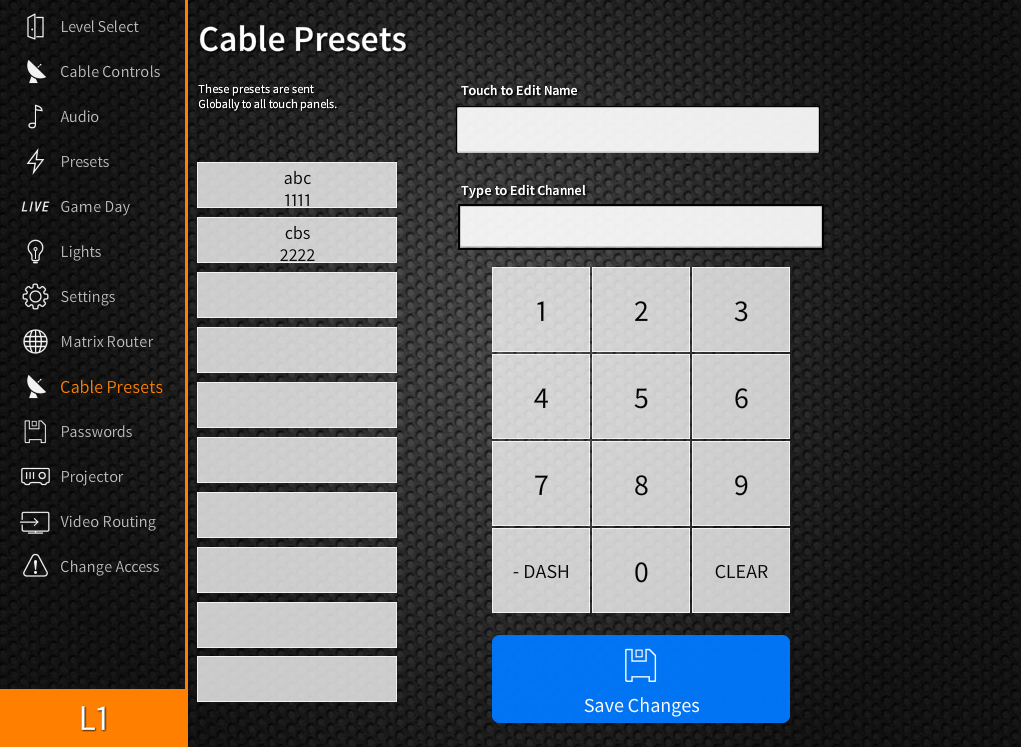 Level Select
Cable Controls
Audio
Presets
LIVE Game Day
Lights
Settings
Matrix Router
Cable Presets
Passwords
Projector
Video Routing
Change Access
L1
Cable Presets
These presets are sent
Globally to all touch panels.
abc
1111
cbs
2222
Touch to Edit Name
Type to Edit Channel
1 2 3
4 5 6
7 8 9
- DASH 0 CLEAR
Save Changes